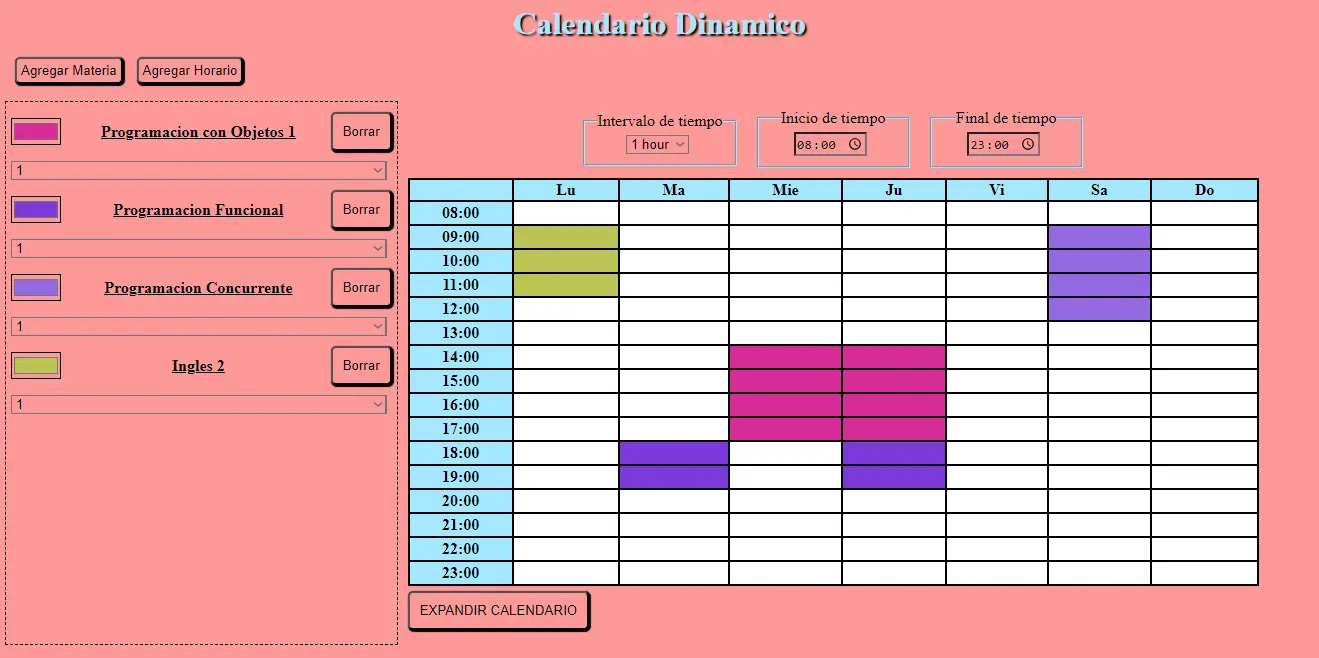 Calendario Dinamico
Agregar Materia Agregar Horario
Programacion con Objetos 1 Borrar
1
Programacion Funcional Borrar
1
Programacion Concurrente Borrar
1
Ingles 2 Borrar
1
Intervalo de tiempo Inicio de tiempo Final de tiempo
1 hour 08:00 23:00
Lu Ma Mie Ju Vi Sa Do
08:00
09:00
10:00
11:00
12:00
13:00
14:00
15:00
16:00
17:00
18:00
19:00
20:00
21:00
22:00
23:00
EXPANDIR CALENDARIO